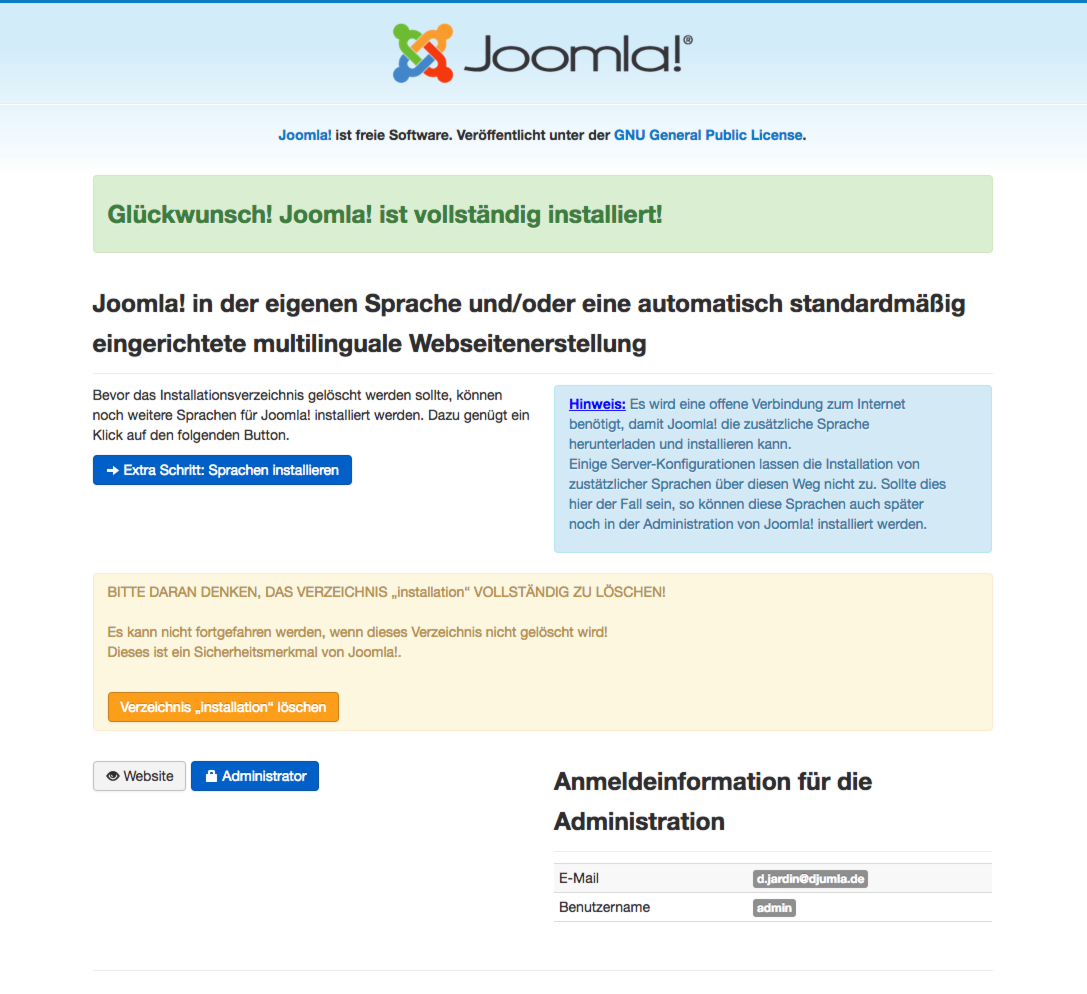 Joomla!®
Joomla! ist freie Software. Veröffentlicht unter der GNU General Public License.
Glückwunsch! Joomla! ist vollständig installiert!
Joomla! in der eigenen Sprache und/oder eine automatisch standardmäßig
eingerichtete multilinguale Webseitenerstellung
Bevor das Installationsverzeichnis gelöscht werden sollte, können
noch weitere Sprachen für Joomla! installiert werden. Dazu genügt ein
Klick auf den folgenden Button.
Extra Schritt: Sprachen installieren
Hinweis: Es wird eine offene Verbindung zum Internet
benötigt, damit Joomla! die zusätzliche Sprache
herunterladen und installieren kann.
Einige Server-Konfigurationen lassen die Installation von
zusätzlicher Sprachen über diesen Weg nicht zu. Sollte dies
hier der Fall sein, so können diese Sprachen auch später
noch in der Administration von Joomla! installiert werden.
BITTE DARAN DENKEN, DAS VERZEICHNIS „installation“ VOLLSTÄNDIG ZU LÖSCHEN!
Es kann nicht fortgefahren werden, wenn dieses Verzeichnis nicht gelöscht wird!
Dieses ist ein Sicherheitsmerkmal von Joomla!.
Verzeichnis „installation“ löschen
Website
Administrator
Anmeldeinformation für die
Administration
E-Mail d.jardin@djumla.de
Benutzername admin